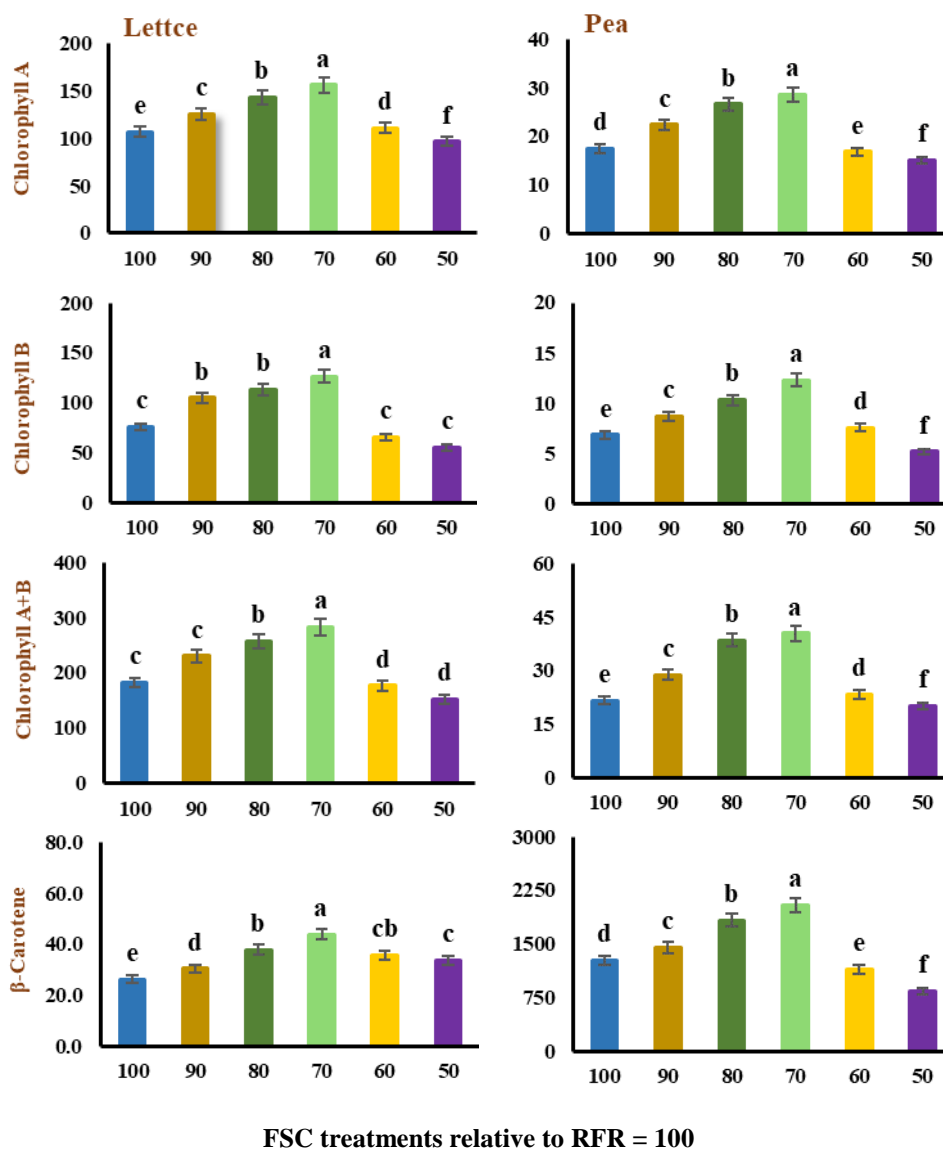 Lettce
Pea
Chlorophyll A
200
150
100
50
0
e
c
b
a
d
f
100 90 80 70 60 50
40
30
20
10
0
d
c
b
a
e
f
100 90 80 70 60 50
Chlorophyll B
200
150
100
50
0
c
b
b
a
c
c
100 90 80 70 60 50
20
15
10
5
0
e
c
b
a
d
f
100 90 80 70 60 50
Chlorophyll A+B
400
300
200
100
0
c
c
b
a
d
d
100 90 80 70 60 50
60
45
30
15
0
e
c
b
a
d
f
100 90 80 70 60 50
β-Carotene
80.0
60.0
40.0
20.0
0.0
e
d
b
a
cb
c
100 90 80 70 60 50
3000
2250
1500
750
0
d
c
b
a
e
f
100 90 80 70 60 50
FSC treatments relative to RFR = 100